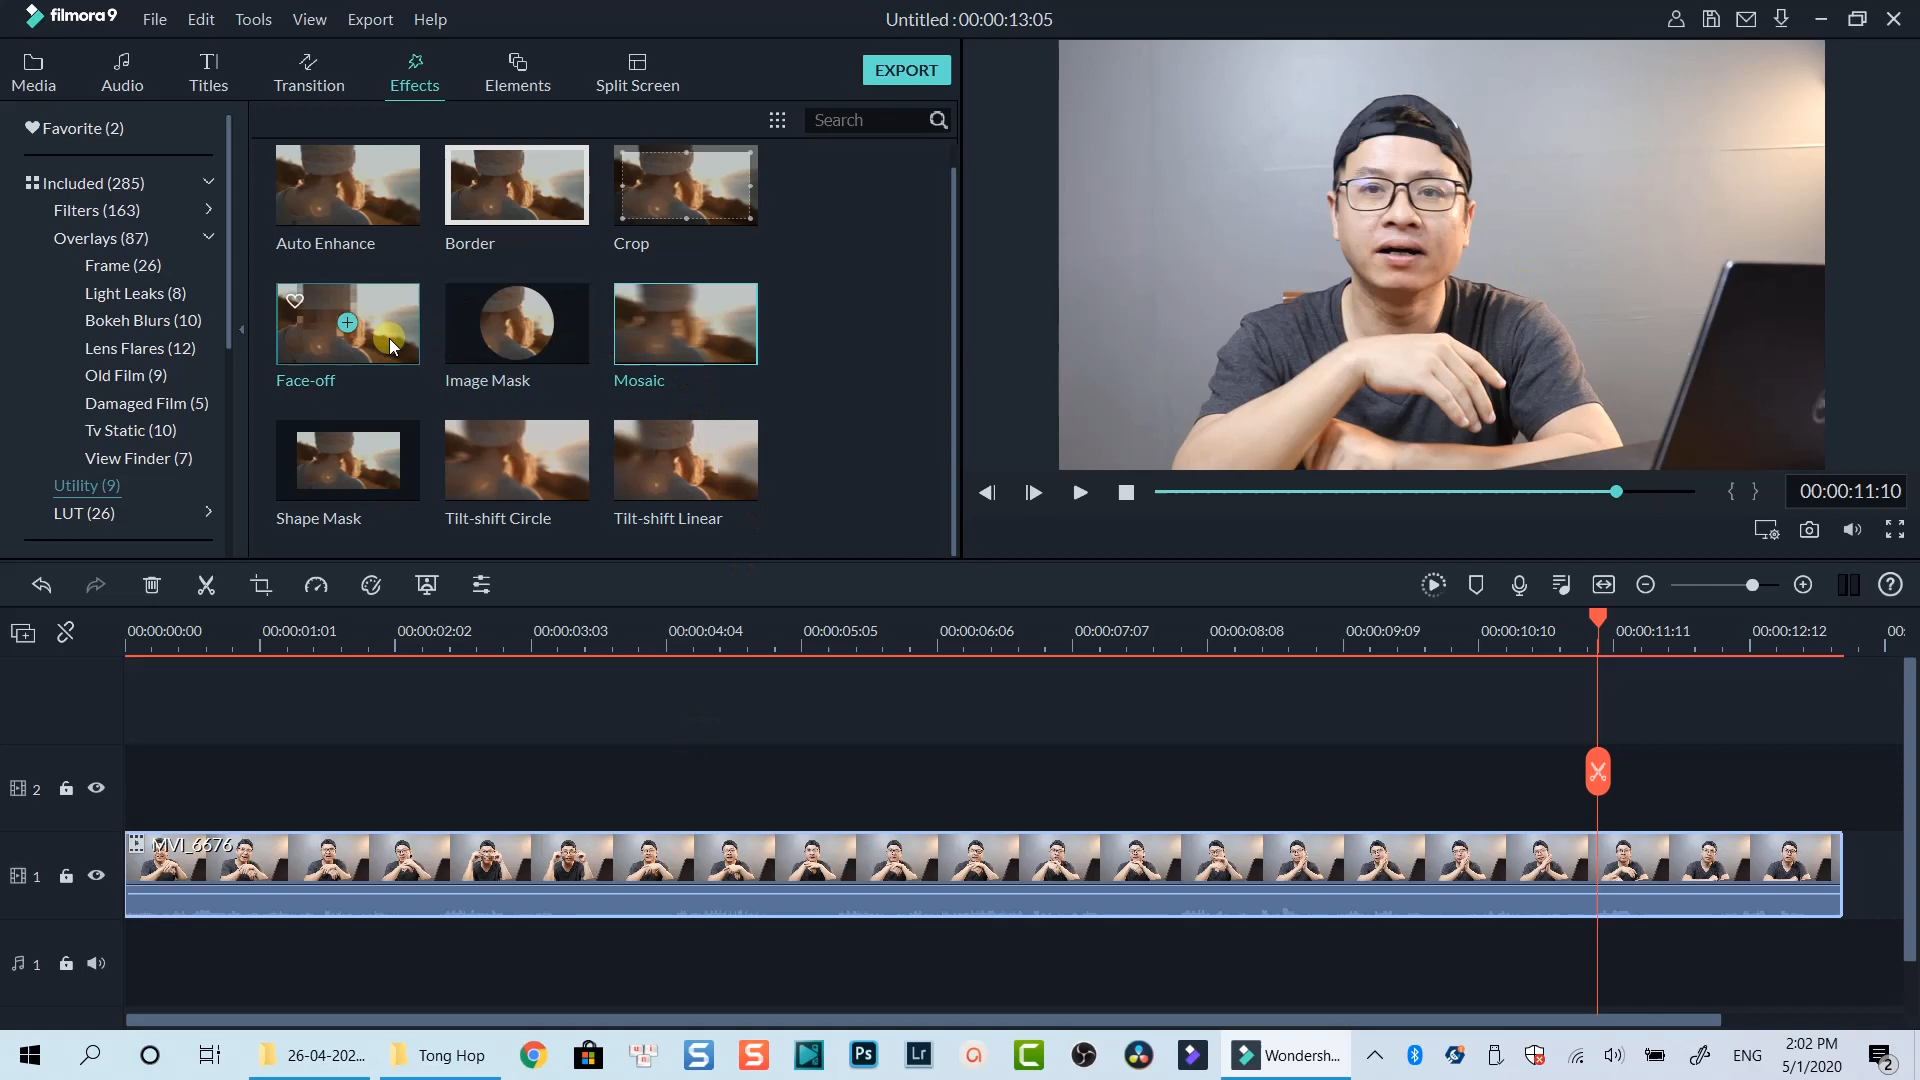 filmora9
File
Edit
Tools
View
Export
Help
Untitled : 00:00:13:05
Media
Audio
Titles
Transition
Effects
Elements
Split Screen
EXPORT
Favorite (2)
Search
Included (285)
Filters (163)
Overlays (87)
Frame (26)
Light Leaks (8)
Bokeh Blurs (10)
Lens Flares (12)
Old Film (9)
Damaged Film (5)
Tv Static (10)
View Finder (7)
Utility (9)
LUT (26)
Auto Enhance
Border
Crop
Face-off
Image Mask
Mosaic
Shape Mask
Tilt-shift Circle
Tilt-shift Linear
00:00:11:10
00:00:00:00
00:00:01:01
00:00:02:02
00:00:03:03
00:00:04:04
00:00:05:05
00:00:06:06
00:00:07:07
00:00:08:08
00:00:09:09
00:00:10:10
00:00:11:11
00:00:12:12
00:
2
MVI_6676
1
1
26-04-202...
Tong Hop
Ps
Lr
Wondersh...
ENG
2:02 PM
5/1/2020
2